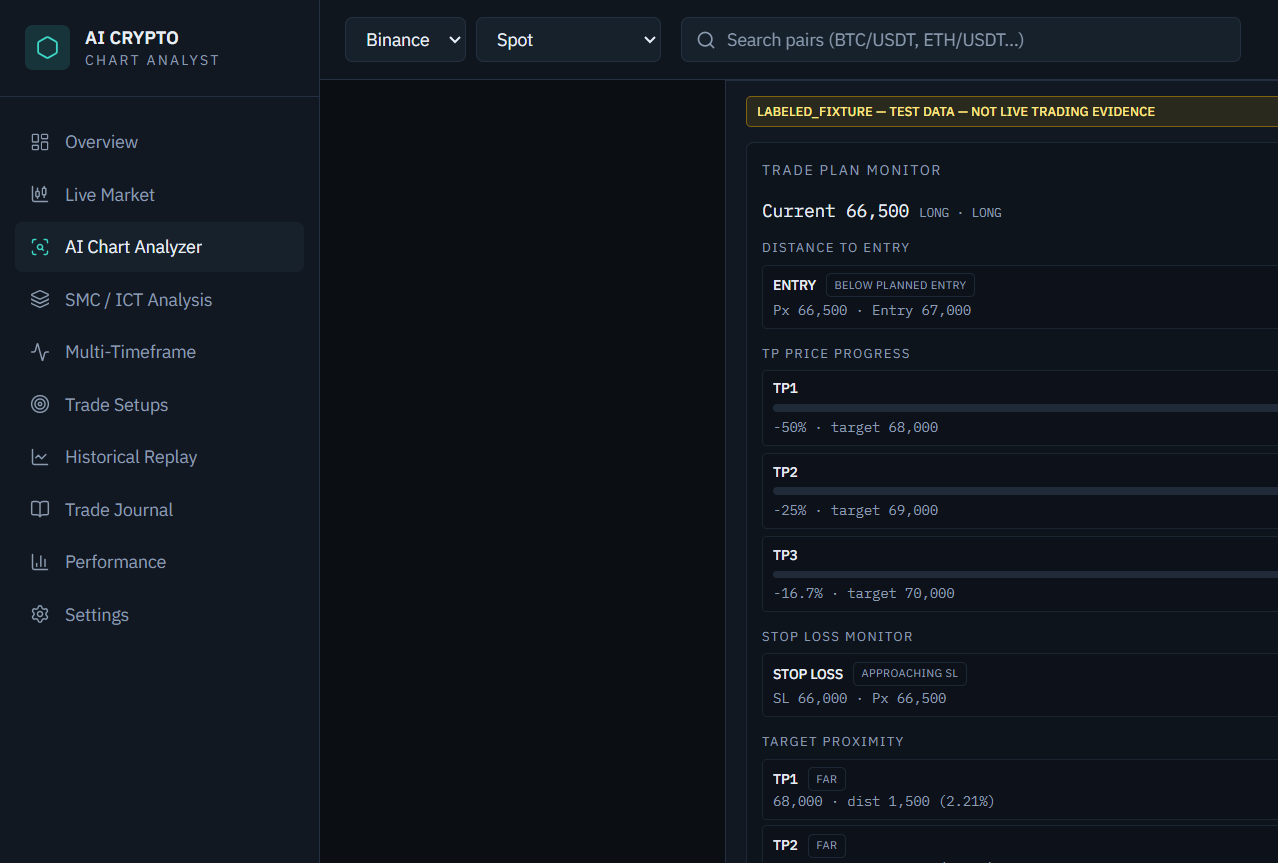 AI CRYPTO
CHART ANALYST
Binance
Spot
Search pairs (BTC/USDT, ETH/USDT...)
Overview
Live Market
AI Chart Analyzer
SMC / ICT Analysis
Multi-Timeframe
Trade Setups
Historical Replay
Trade Journal
Performance
Settings
LABELED_FIXTURE — TEST DATA — NOT LIVE TRADING EVIDENCE
TRADE PLAN MONITOR
Current 66,500 LONG · LONG
DISTANCE TO ENTRY
ENTRY BELOW PLANNED ENTRY
Px 66,500 · Entry 67,000
TP PRICE PROGRESS
TP1
-50% · target 68,000
TP2
-25% · target 69,000
TP3
-16.7% · target 70,000
STOP LOSS MONITOR
STOP LOSS APPROACHING SL
SL 66,000 · Px 66,500
TARGET PROXIMITY
TP1 FAR
68,000 · dist 1,500 (2.21%)
TP2 FAR